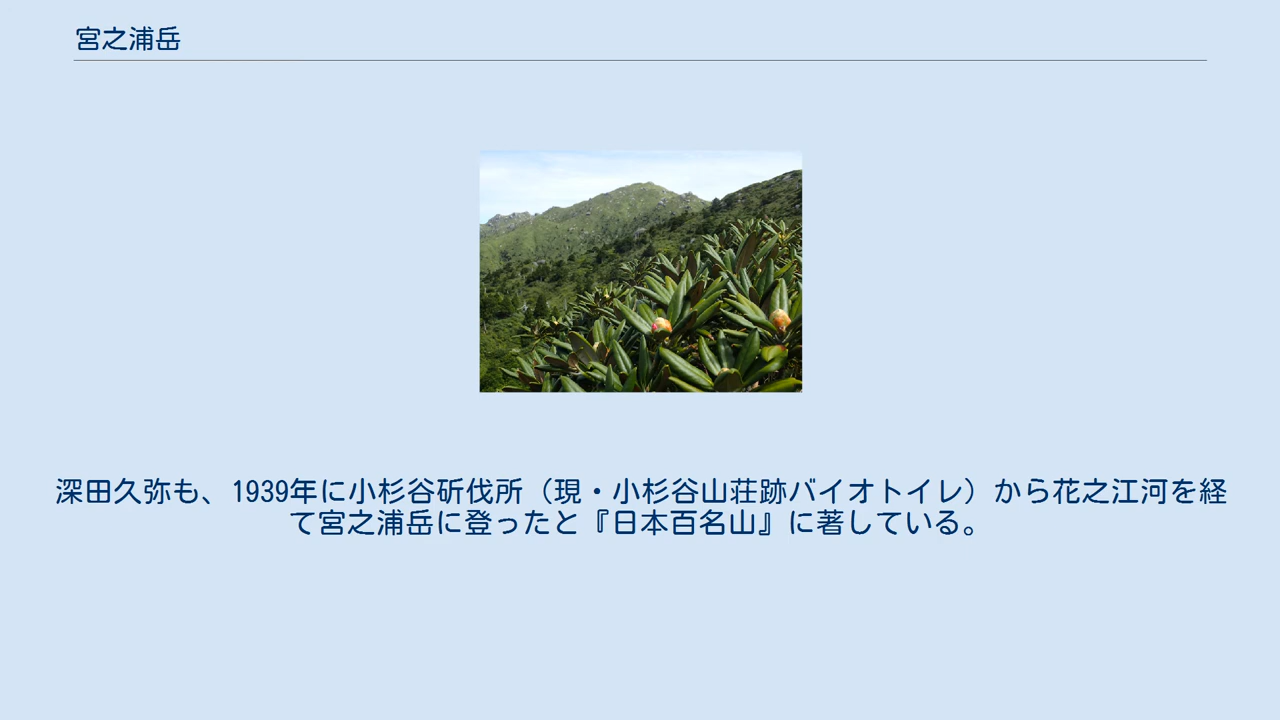 宮之浦岳
深田久弥も、1939年に小杉谷斫伐所（現・小杉谷山荘跡バイオトイレ）から花之江河を経
て宮之浦岳に登ったと『日本百名山』に著している。